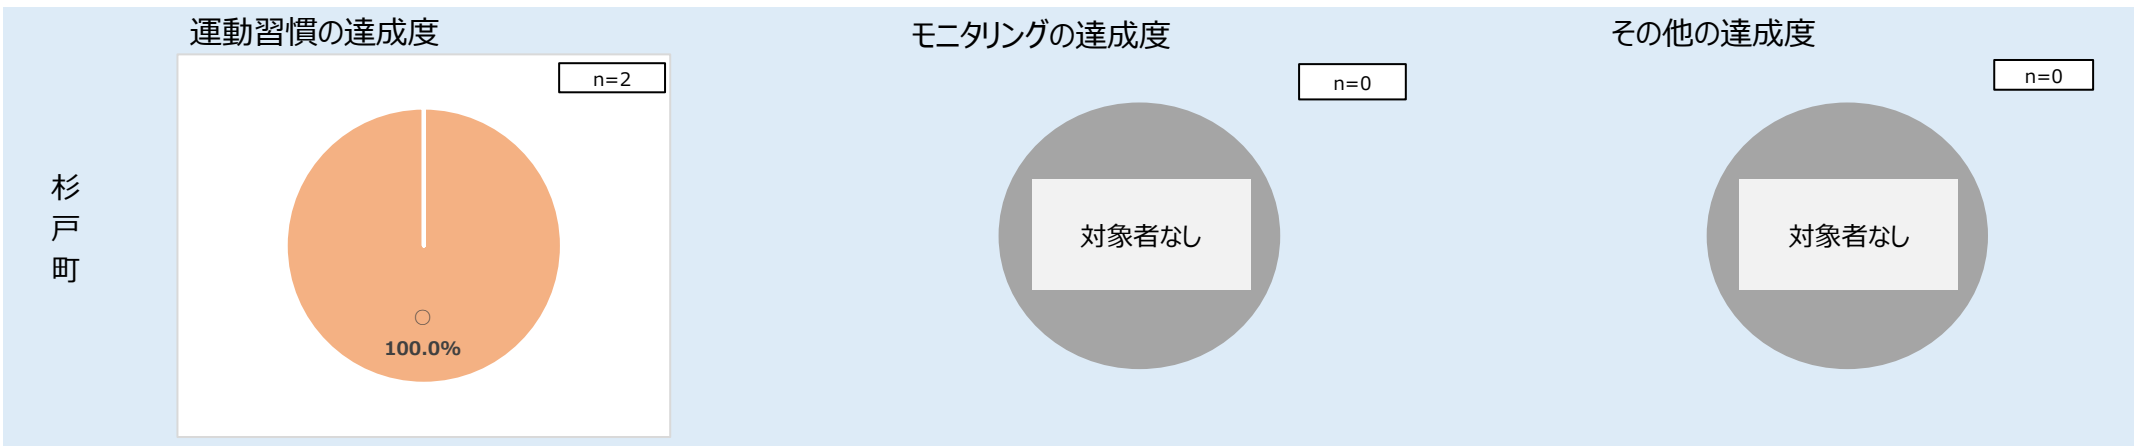 運動習慣の達成度
モニタリングの達成度
その他の達成度
n=2
n=0
n=0
杉戸町
〇
100.0%
対象者なし
対象者なし